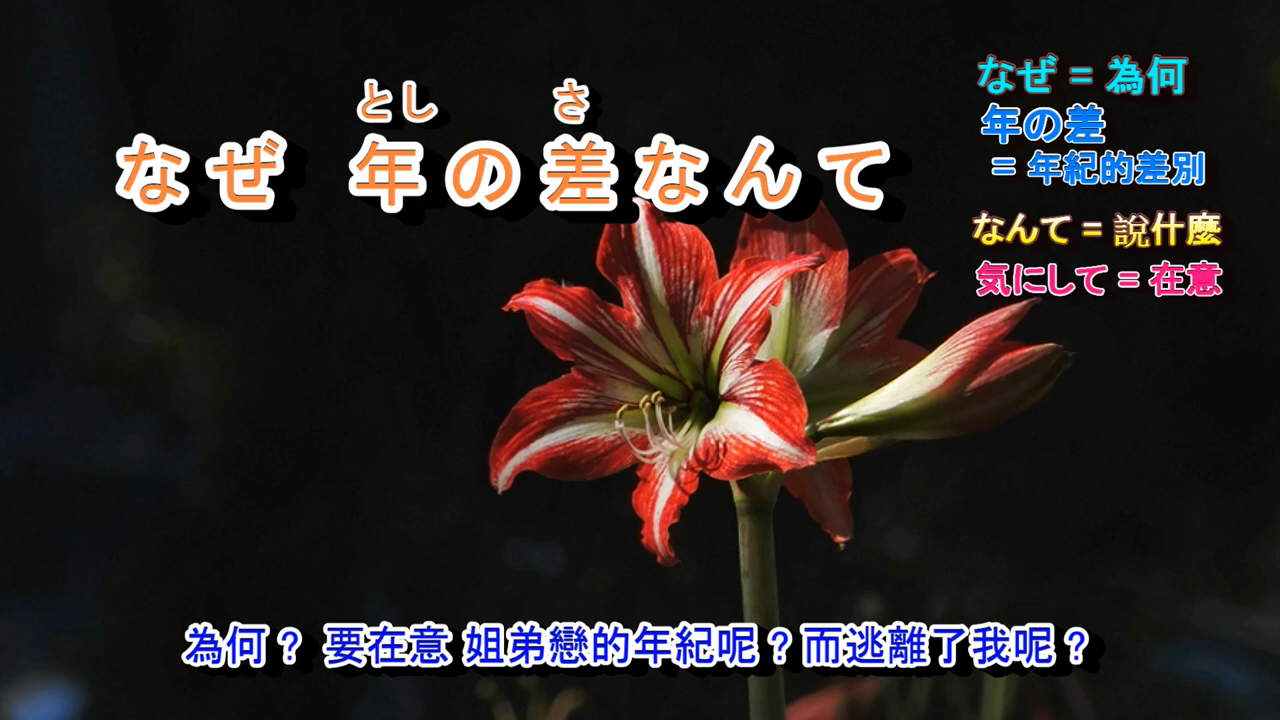 とし さ
なぜ 年の差なんて
なぜ = 為何
年の差
= 年紀的差別
なんて = 說什麼
気にして = 在意
為何？ 要在意 姐弟戀的年紀呢？而逃離了我呢？